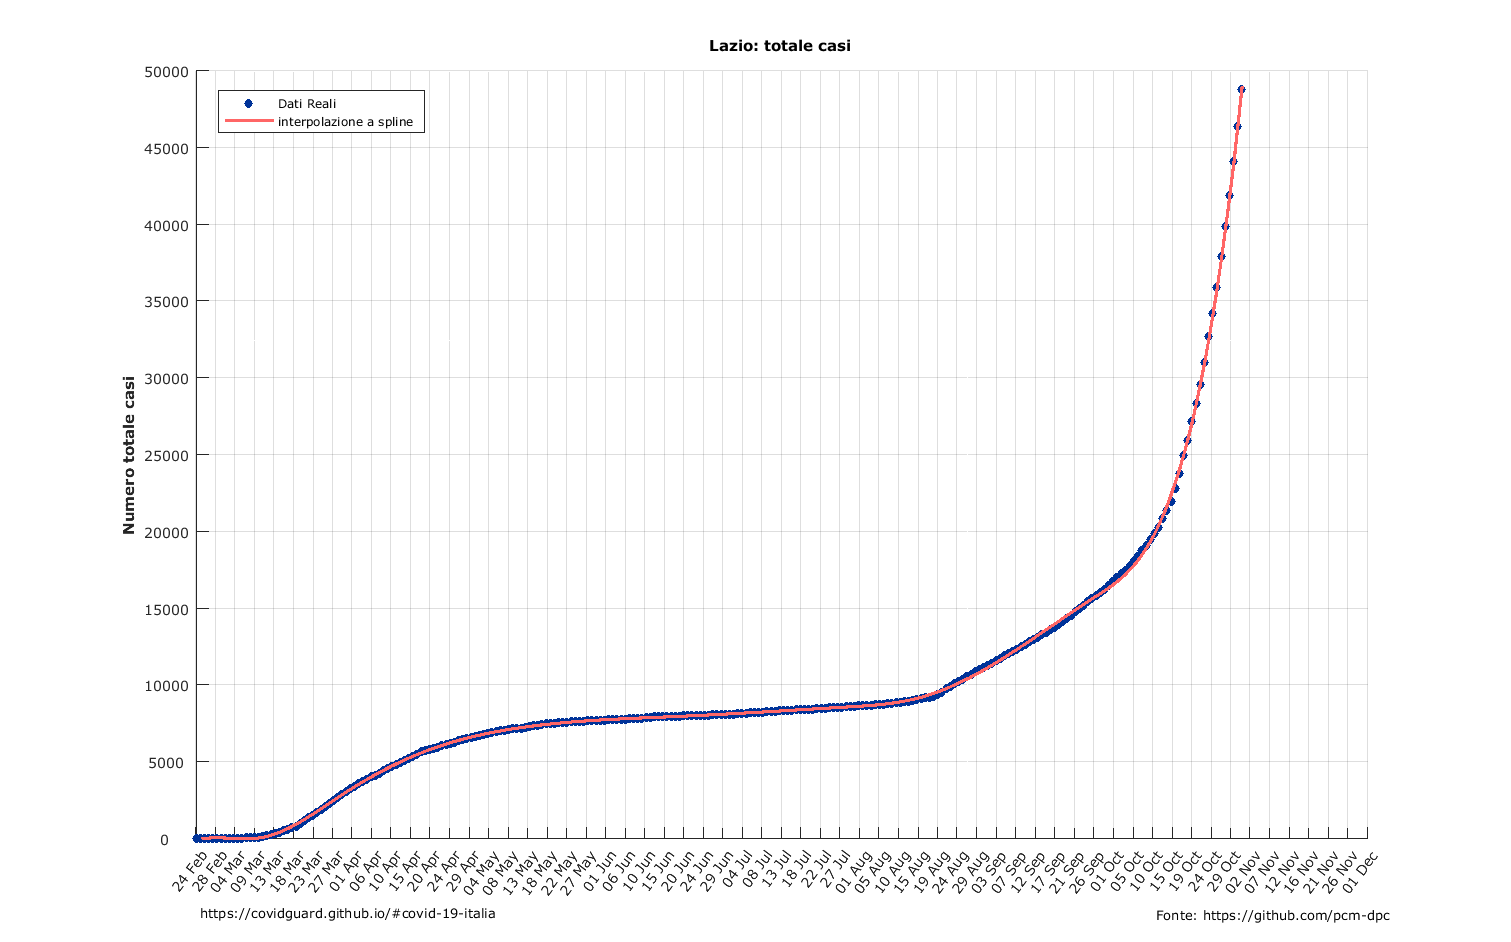 Lazio: totale casi
Dati Reali
interpolazione a spline
Numero totale casi
50000
45000
40000
35000
30000
25000
20000
15000
10000
5000
0
24 Feb
28 Feb
04 Mar
09 Mar
13 Mar
18 Mar
23 Mar
27 Mar
01 Apr
06 Apr
10 Apr
15 Apr
20 Apr
24 Apr
29 Apr
04 May
08 May
13 May
18 May
22 May
27 May
01 Jun
06 Jun
10 Jun
15 Jun
20 Jun
24 Jun
29 Jun
04 Jul
08 Jul
13 Jul
18 Jul
22 Jul
27 Jul
01 Aug
05 Aug
10 Aug
15 Aug
19 Aug
24 Aug
29 Aug
03 Sep
07 Sep
12 Sep
17 Sep
21 Sep
26 Sep
01 Oct
05 Oct
10 Oct
15 Oct
19 Oct
24 Oct
29 Oct
02 Nov
07 Nov
12 Nov
16 Nov
21 Nov
26 Nov
01 Dec
https://covidguard.github.io/#covid-19-italia
Fonte: https://github.com/pcm-dpc